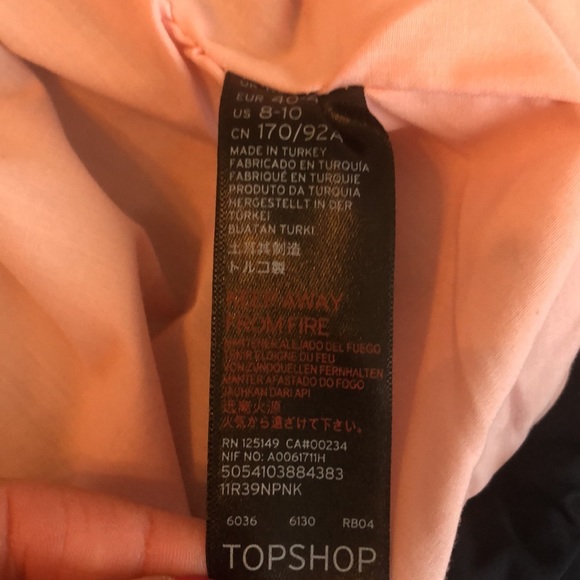 EUR 40-4
US 8-10
CN 170/92A
MADE IN TURKEY
FABRICADO EN TURQUÍA
FABRIQUÉ EN TURQUIE
PRODUTO DA TURQUIA
HERGESTELLT IN DER
TÜRKEI
BUATAN TURKI
土耳其制造
トルコ製
KEEP AWAY
FROM FIRE
MANTENER ALEJADO DEL FUEGO
TENIR ELOIGNE DU FEU
VON ZÜNDQUELLEN FERNHALTEN
MANTER AFASTADO DO FOGO
JAUHKAN DARI API
远离火源
火気から遠ざけて下さい。
RN 125149 CA#00234
NIF NO: A0061711H
5054103884383
11R39NPNK
6036 6130 RB04
TOPSHOP